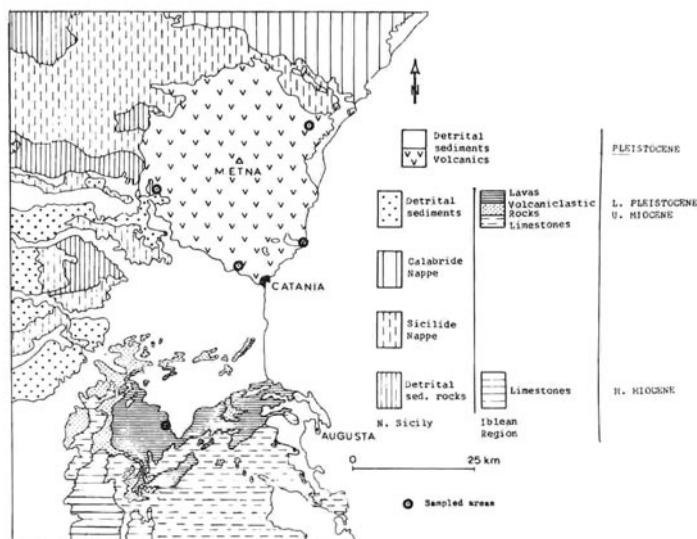 N
Detrital
sediments
Volcanics
PLEISTOCENE
M.ETNA
Detrital
sediments
Lavas
Volcaniclastic
Rocks
Limestones
L. PLEISTOCENE
U. MIOCENE
Calabride
Nappe
CATANIA
Sicilide
Nappe
Detrital
sed. rocks
Limestones
M. MIOCENE
N. Sicily
Iblean
Region
AUGUSTA
0 25 km
Sampled areas